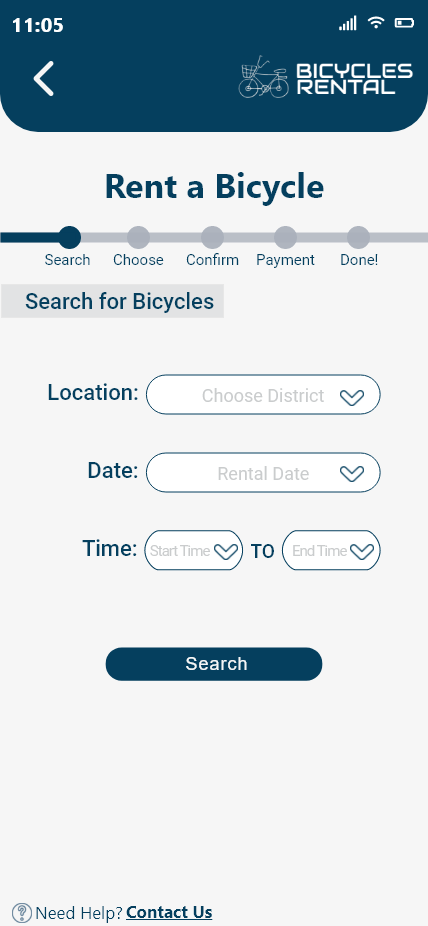 11:05
BICYCLES
RENTAL
Rent a Bicycle
Search Choose Confirm Payment Done!
Search for Bicycles
Location: Choose District
Date: Rental Date
Time: Start Time TO End Time
Search
? Need Help? Contact Us